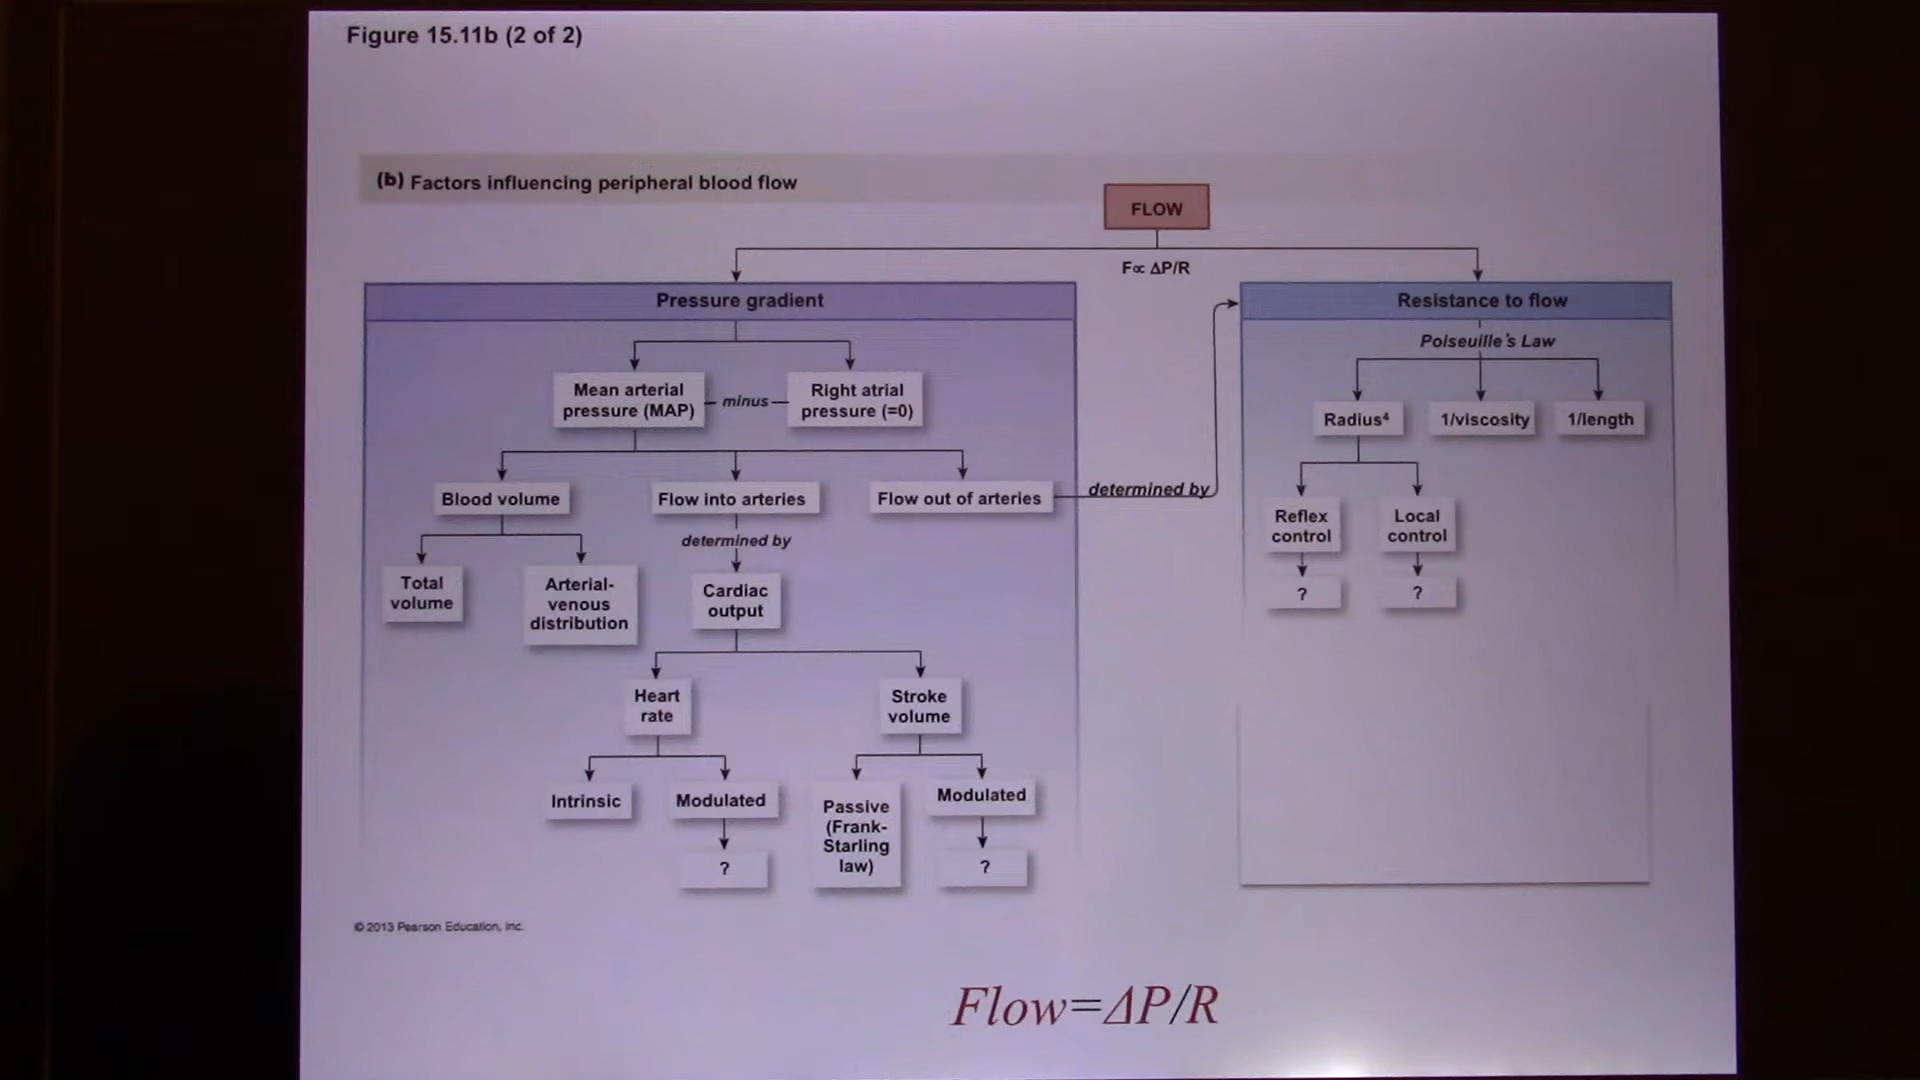 Figure 15.11b (2 of 2)
(b) Factors influencing peripheral blood flow
FLOW
F∝ ΔP/R
Pressure gradient
Mean arterial
pressure (MAP)
minus
Right atrial
pressure (=0)
Blood volume
Flow into arteries
Flow out of arteries
determined by
determined by
Total
volume
Arterial-
venous
distribution
Cardiac
output
Heart
rate
Stroke
volume
Intrinsic
Modulated
?
Passive
(Frank-
Starling
law)
Modulated
?
Resistance to flow
Poiseuille's Law
Radius⁴
1/viscosity
1/length
Reflex
control
Local
control
?
?
© 2013 Pearson Education, Inc.
Flow=ΔP/R